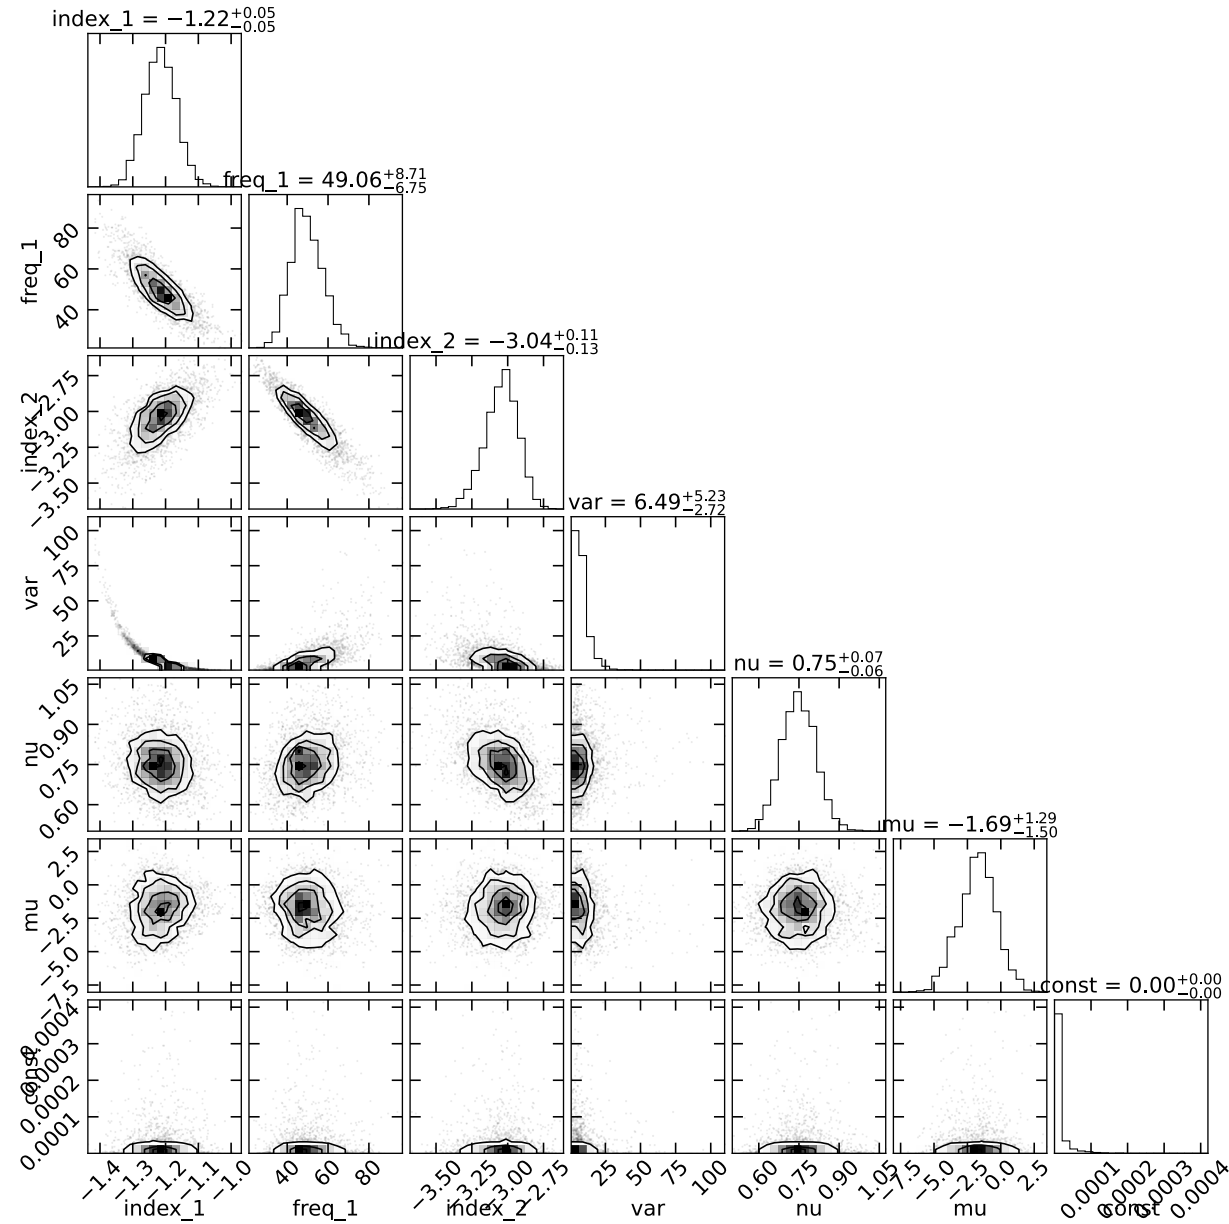 index_1 = −1.22 +0.05 −0.05
freq_1 = 49.06 +8.71 −6.75
80
60
40
freq_1
index_2 = −3.04 +0.11 −0.13
−2.75
−3.00
−3.25
−3.50
index_2
var = 6.49 +5.23 −2.72
100
75
50
25
var
nu = 0.75 +0.07 −0.06
1.05
0.90
0.75
0.60
nu
mu = −1.69 +1.29 −1.50
2.5
0.0
−2.5
−5.0
−7.5
mu
const = 0.00 +0.00 −0.00
0.0004
0.0003
0.0002
0.0001
const
−1.4 −1.3 −1.2 −1.1 −1.0
40 60 80
−3.50 −3.25 −3.00 −2.75
25 50 75 100
0.60 0.75 0.90 1.05
−7.5 −5.0 −2.5 0.0 2.5
0.0001 0.0002 0.0003 0.0004
index_1 freq_1 index_2 var nu mu const